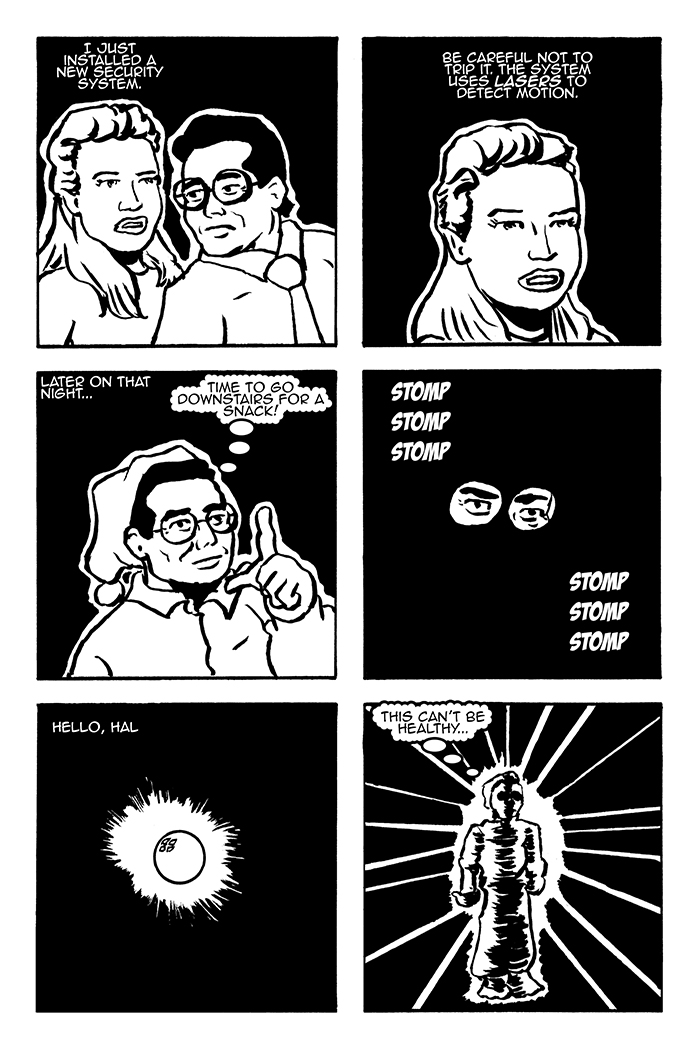 I JUST
INSTALLED A
NEW SECURITY
SYSTEM.
BE CAREFUL NOT TO
TRIP IT. THE SYSTEM
USES LASERS TO
DETECT MOTION.
LATER ON THAT
NIGHT...
TIME TO GO
DOWNSTAIRS FOR A
SNACK!
STOMP
STOMP
STOMP
STOMP
STOMP
STOMP
HELLO, HAL
THIS CAN'T BE
HEALTHY...